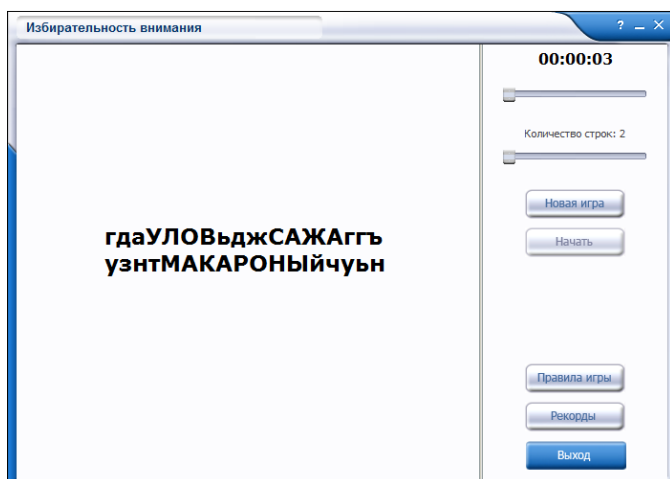 Избирательность внимания
? _ X
00:00:03
Количество строк: 2
Новая игра
Начать
гдаУЛОВьджСАЖАггъ
узнтМАКАРОНЫйчуьн
Правила игры
Рекорды
Выход